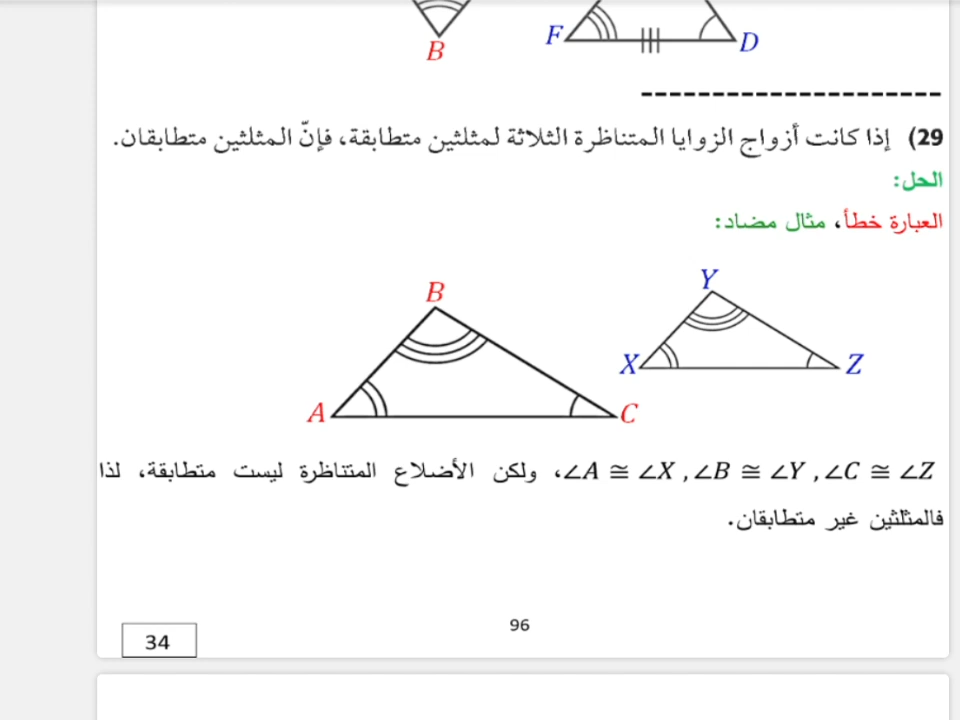 B
F D
29) إذا كانت أزواج الزوايا المتناظرة الثلاثة لمثلثين متطابقة، فإنّ المثلثين متطابقان.
الحل:
العبارة خطأ، مثال مضاد:
Y
B
X Z
A C
∠A ≅ ∠X , ∠B ≅ ∠Y , ∠C ≅ ∠Z، ولكن الأضلاع المتناظرة ليست متطابقة، لذا
فالمثلثين غير متطابقان.
96
34